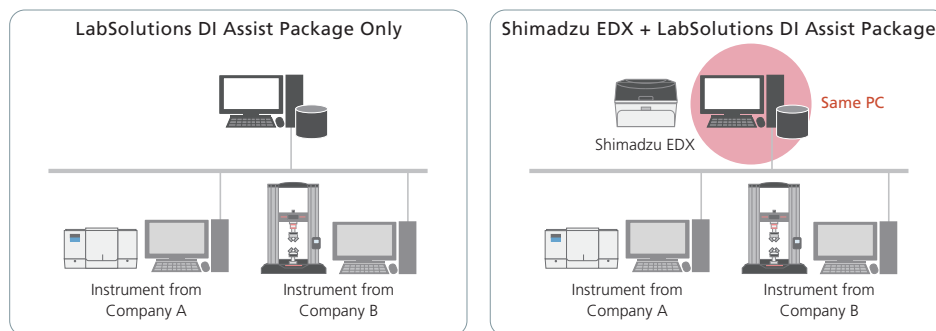 LabSolutions DI Assist Package Only
Instrument from
Company A
Instrument from
Company B
Shimadzu EDX + LabSolutions DI Assist Package
Same PC
Shimadzu EDX
Instrument from
Company A
Instrument from
Company B